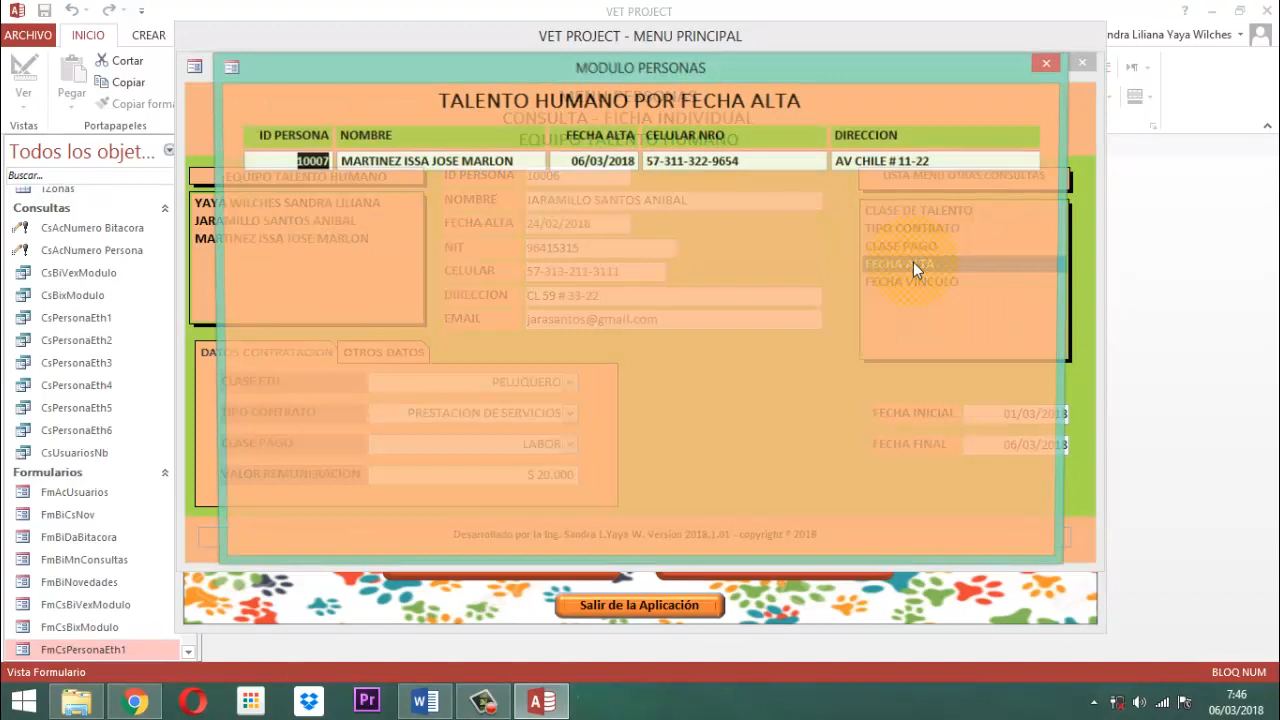 VET PROJECT
ARCHIVO INICIO CREAR
ndra Liliana Yaya Wilches
Ver
Pegar
Cortar
Copiar
Copiar forma
Vistas
Portapapeles
Todos los objet...
Buscar...
Consultas
CsAcNumero Bitacora
CsAcNumero Persona
CsBiVexModulo
CsBixModulo
CsPersonaEth1
CsPersonaEth2
CsPersonaEth3
CsPersonaEth4
CsPersonaEth5
CsPersonaEth6
CsUsuariosNb
Formularios
FmAcUsuarios
FmBiCsNov
FmBiDaBitacora
FmBiMnConsultas
FmBiNovedades
FmCsBiVexModulo
FmCsBixModulo
FmCsPersonaEth1
VET PROJECT - MENU PRINCIPAL
MODULO PERSONAS
TALENTO HUMANO POR FECHA ALTA
CONSULTA - FICHA INDIVIDUAL
EQUIPO TALENTO HUMANO
ID PERSONA NOMBRE FECHA ALTA CELULAR NRO DIRECCION
10007 MARTINEZ ISSA JOSE MARLON 06/03/2018 57-311-322-9654 AV CHILE # 11-22
EQUIPO TALENTO HUMANO
YAYA WILCHES SANDRA LILIANA
JARAMILLO SANTOS ANIBAL
MARTINEZ ISSA JOSE MARLON
ID PERSONA 10006
NOMBRE JARAMILLO SANTOS ANIBAL
FECHA ALTA 24/02/2018
NIT 96415315
CELULAR 57-313-211-3111
DIRECCION CL 59 # 33-22
EMAIL jarasantos@gmail.com
LISTA MENU OTRAS CONSULTAS
CLASE DE TALENTO
TIPO CONTRATO
CLASE PAGO
FECHA ALTA
FECHA VINCULO
DATOS CONTRATACION OTROS DATOS
CLASE ETH PELUQUERO
TIPO CONTRATO PRESTACION DE SERVICIOS
CLASE PAGO LABOR
VALOR REMUNERACION $ 20.000
FECHA INICIAL 01/03/2018
FECHA FINAL 06/03/2018
Desarrollado por la Ing. Sandra L.Yaya W. Version 2018.1.01 - copyright © 2018
Salir de la Aplicación
Vista Formulario
BLOQ NUM
Pr
7:46
06/03/2018